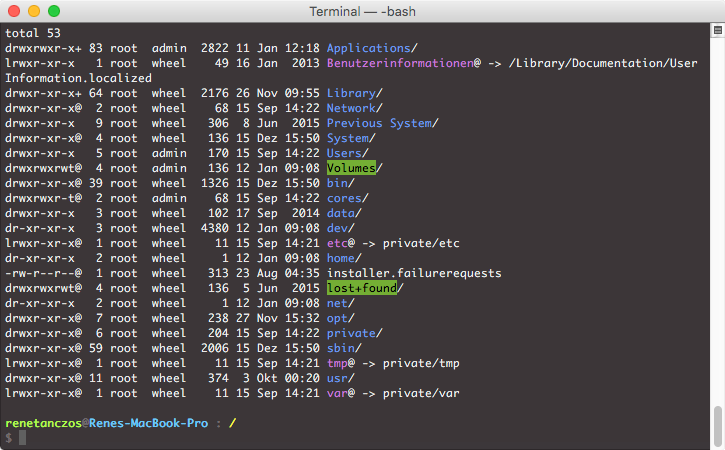 Terminal — -bash
total 53
drwxrwxr-x+ 83 root  admin  2822 11 Jan 12:18 Applications/
lrwxr-xr-x   1 root  wheel    49 16 Jan  2013 Benutzerinformationen@ -> /Library/Documentation/User
Information.localized
drwxr-xr-x+ 64 root  wheel  2176 26 Nov 09:55 Library/
drwxr-xr-x@  2 root  wheel    68 15 Sep 14:22 Network/
drwxr-xr-x   9 root  wheel   306  8 Jun  2015 Previous System/
drwxr-xr-x@  4 root  wheel   136 15 Dez 15:50 System/
drwxr-xr-x   5 root  admin   170 15 Sep 14:22 Users/
drwxrwxrwt@  4 root  admin   136 12 Jan 09:08 Volumes/
drwxr-xr-x@ 39 root  wheel  1326 15 Dez 15:50 bin/
drwxrwxr-t@  2 root  admin    68 15 Sep 14:22 cores/
drwxr-xr-x   3 root  wheel   102 17 Sep  2014 data/
dr-xr-xr-x   3 root  wheel  4380 12 Jan 09:08 dev/
lrwxr-xr-x@  1 root  wheel    11 15 Sep 14:21 etc@ -> private/etc
dr-xr-xr-x   2 root  wheel     1 12 Jan 09:08 home/
-rw-r--r--@  1 root  wheel   313 23 Aug 04:35 installer.failurerequests
drwxrwxrwt@  4 root  wheel   136  5 Jun  2015 lost+found/
dr-xr-xr-x   2 root  wheel     1 12 Jan 09:08 net/
drwxr-xr-x@  7 root  wheel   238 27 Nov 15:32 opt/
drwxr-xr-x@  6 root  wheel   204 15 Sep 14:22 private/
drwxr-xr-x@ 59 root  wheel  2006 15 Dez 15:50 sbin/
lrwxr-xr-x@  1 root  wheel    11 15 Sep 14:21 tmp@ -> private/tmp
drwxr-xr-x@ 11 root  wheel   374  3 Okt 00:20 usr/
lrwxr-xr-x@  1 root  wheel    11 15 Sep 14:21 var@ -> private/var
renetanczos@Renes-MacBook-Pro : /
$